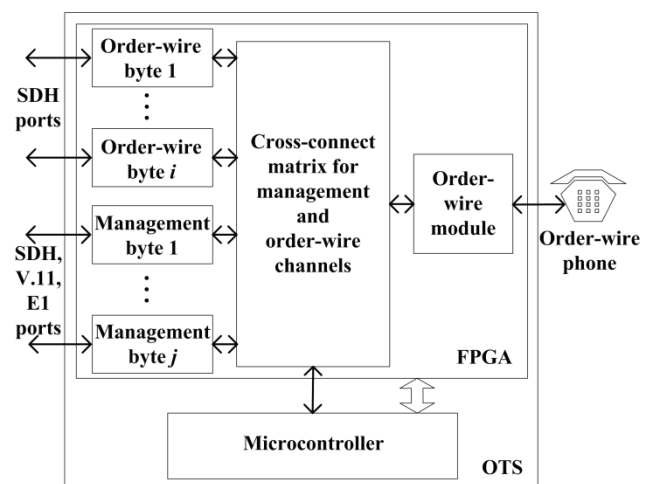 Order-wire
byte 1
SDH
ports
Order-wire
byte i
Cross-connect
matrix for
management
and
order-wire
channels
Order-
wire
module
Order-wire
phone
Management
byte 1
SDH,
V.11,
E1
ports
Management
byte j
FPGA
Microcontroller
OTS